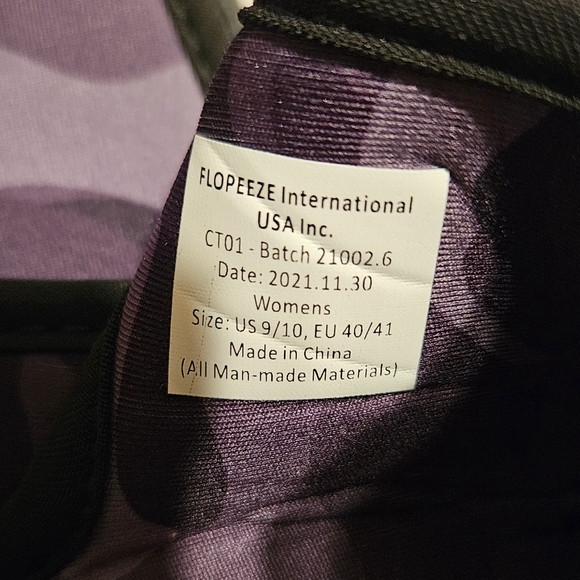 FLOPEEZE International
USA Inc.
CT01 - Batch 21002.6
Date: 2021.11.30
Womens
Size: US 9/10, EU 40/41
Made in China
(All Man-made Materials)